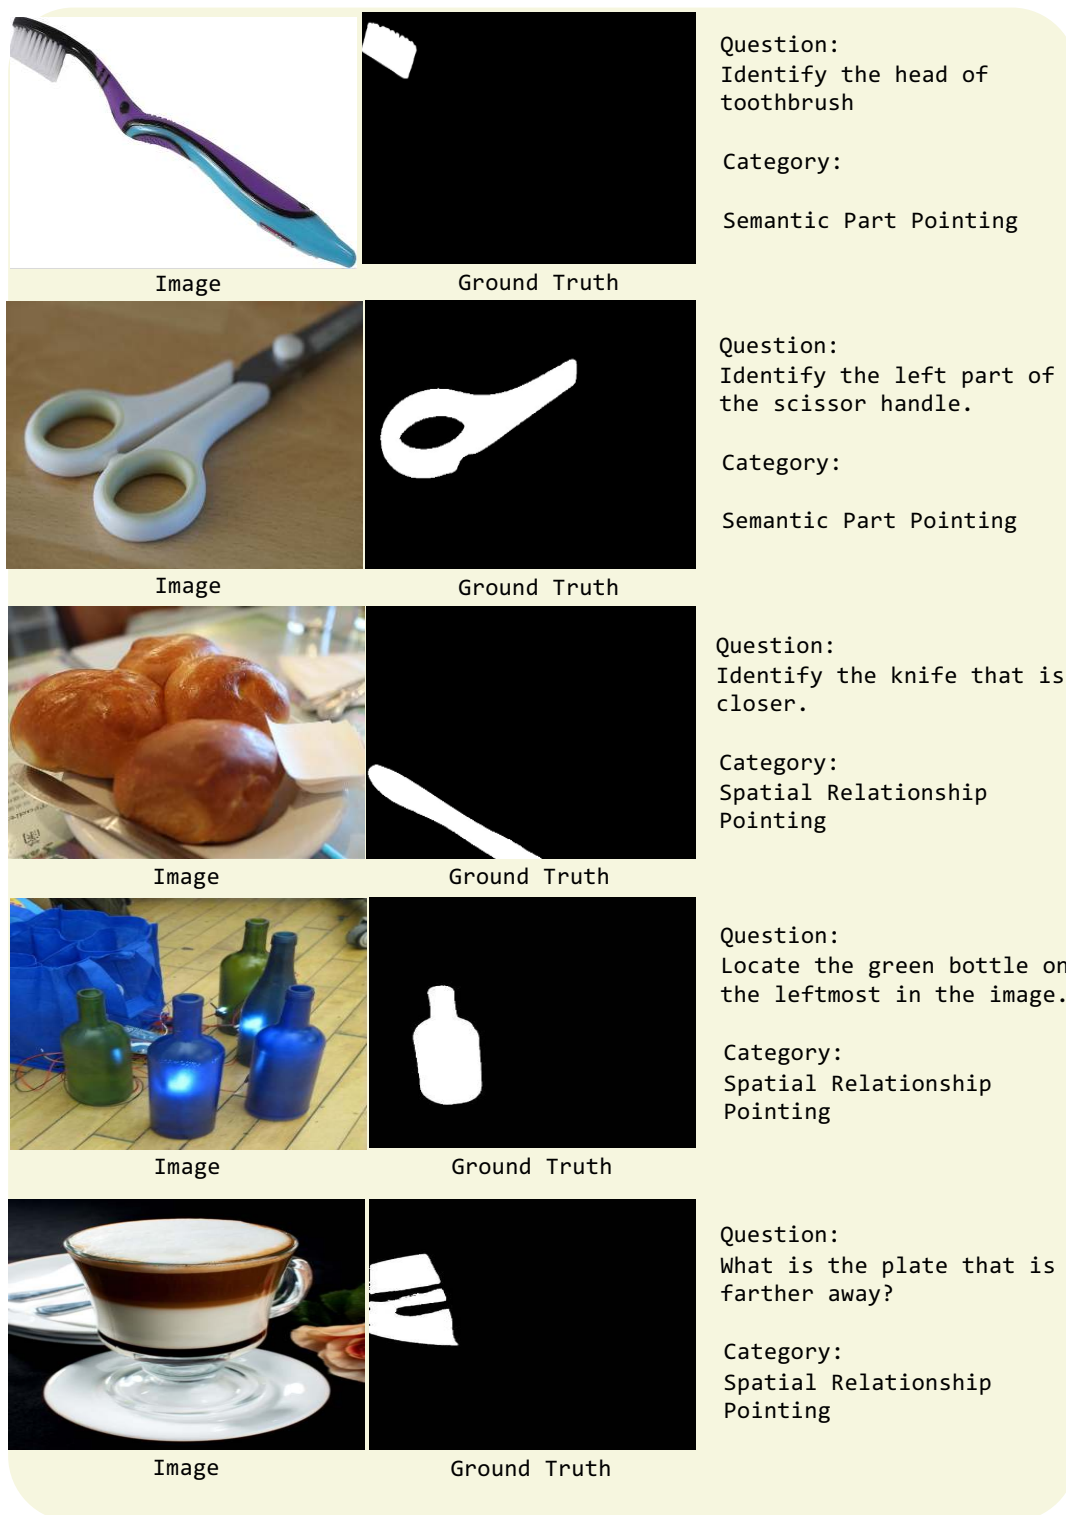 Question:
Identify the head of
toothbrush
Category:
Semantic Part Pointing
Image
Ground Truth
Question:
Identify the left part of
the scissor handle.
Category:
Semantic Part Pointing
Image
Ground Truth
Question:
Identify the knife that is
closer.
Category:
Spatial Relationship
Pointing
Image
Ground Truth
Question:
Locate the green bottle on
the leftmost in the image.
Category:
Spatial Relationship
Pointing
Image
Ground Truth
Question:
What is the plate that is
farther away?
Category:
Spatial Relationship
Pointing
Image
Ground Truth